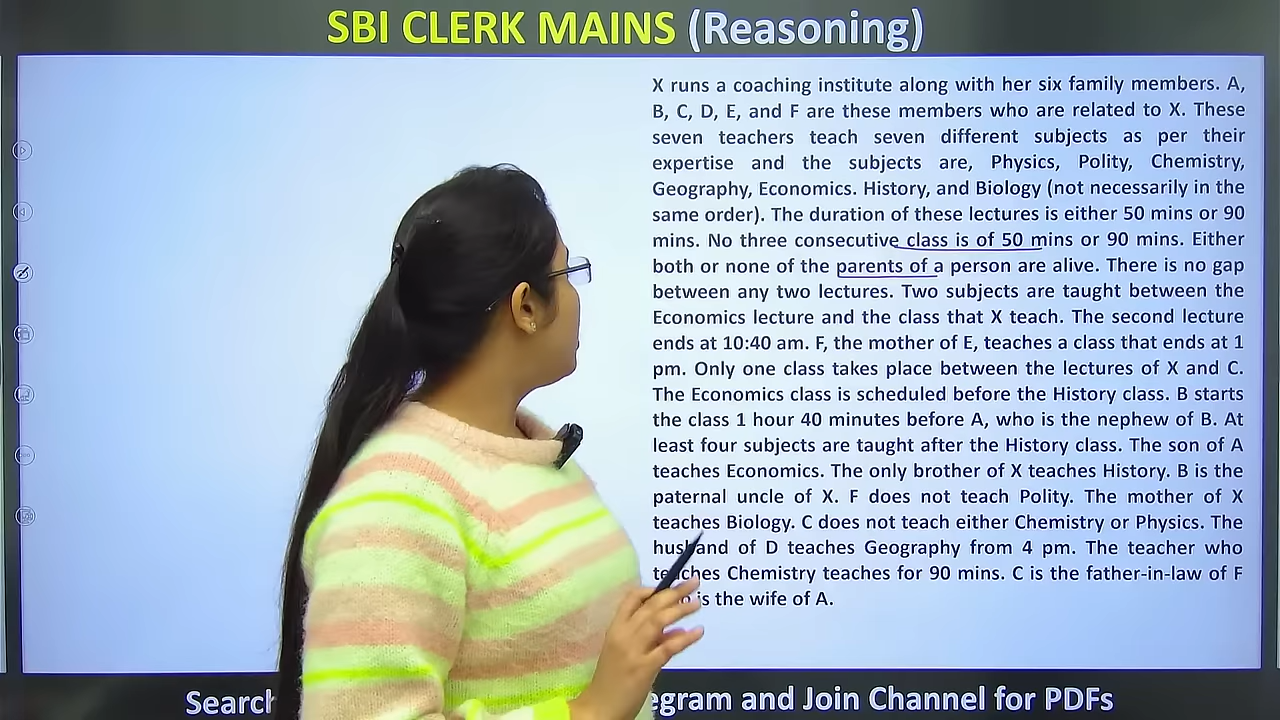 SBI CLERK MAINS (Reasoning)
X runs a coaching institute along with her six family members. A,
B, C, D, E, and F are these members who are related to X. These
seven teachers teach seven different subjects as per their
expertise and the subjects are, Physics, Polity, Chemistry,
Geography, Economics. History, and Biology (not necessarily in the
same order). The duration of these lectures is either 50 mins or 90
mins. No three consecutive class is of 50 mins or 90 mins. Either
both or none of the parents of a person are alive. There is no gap
between any two lectures. Two subjects are taught between the
Economics lecture and the class that X teach. The second lecture
ends at 10:40 am. F, the mother of E, teaches a class that ends at 1
pm. Only one class takes place between the lectures of X and C.
The Economics class is scheduled before the History class. B starts
the class 1 hour 40 minutes before A, who is the nephew of B. At
least four subjects are taught after the History class. The son of A
teaches Economics. The only brother of X teaches History. B is the
paternal uncle of X. F does not teach Polity. The mother of X
teaches Biology. C does not teach either Chemistry or Physics. The
husband of D teaches Geography from 4 pm. The teacher who
teaches Chemistry teaches for 90 mins. C is the father-in-law of F
is the wife of A.
Search and Join Channel for PDFs